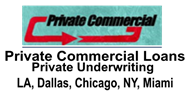 Private Commercial
Private Commercial Loans
Private Underwriting
LA, Dallas, Chicago, NY, Miami